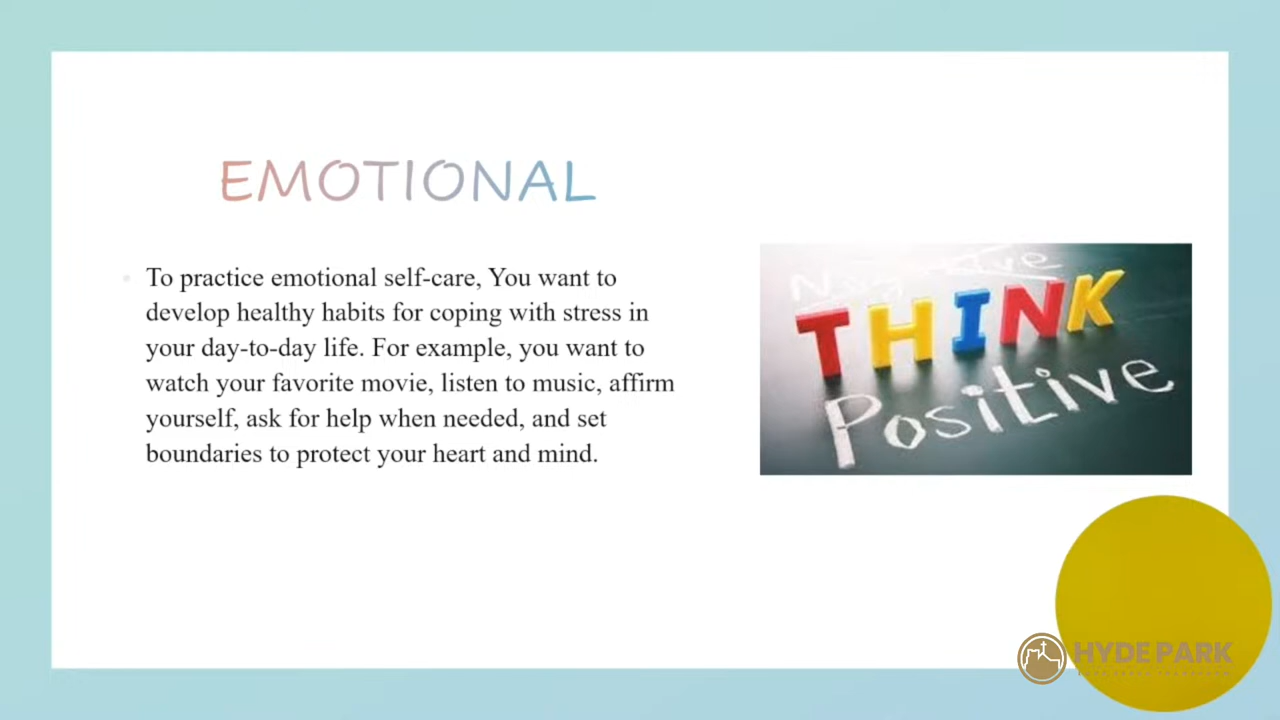 EMOTIONAL
To practice emotional self-care, You want to
develop healthy habits for coping with stress in
your day-to-day life. For example, you want to
watch your favorite movie, listen to music, affirm
yourself, ask for help when needed, and set
boundaries to protect your heart and mind.
Negative
THINK
Positive
HYDE PARK